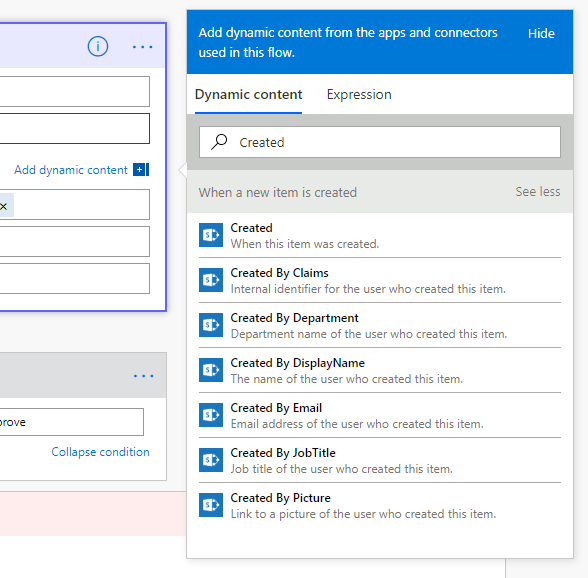 Add dynamic content from the apps and connectors
used in this flow.
Hide
Dynamic content
Expression
Add dynamic content
Created
When a new item is created
See less
Created
When this item was created.
Created By Claims
Internal identifier for the user who created this item.
Created By Department
Department name of the user who created this item.
Created By DisplayName
The name of the user who created this item.
Created By Email
Email address of the user who created this item.
Created By JobTitle
Job title of the user who created this item.
Created By Picture
Link to a picture of the user who created this item.
prove
Collapse condition